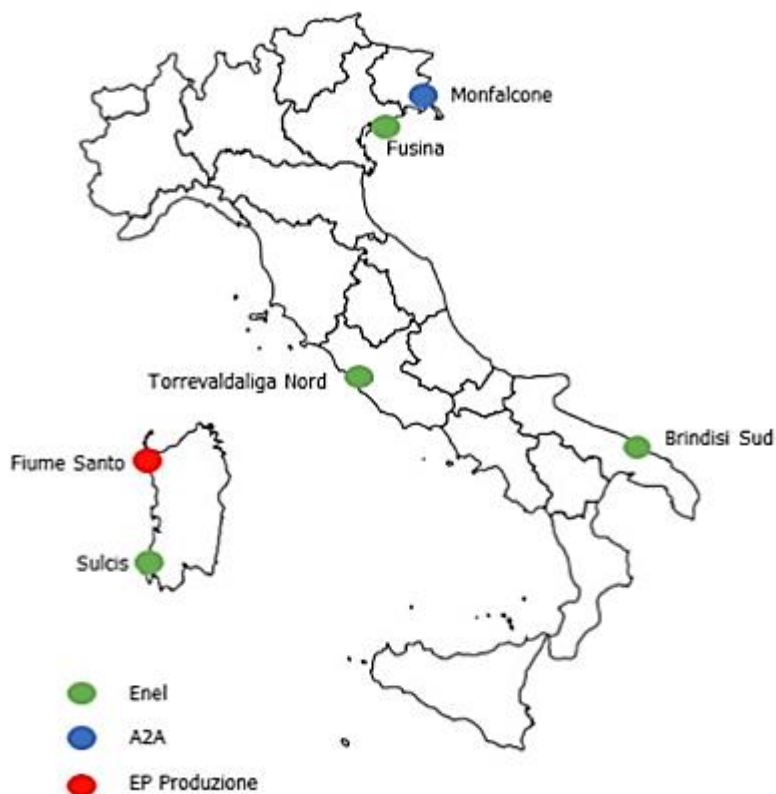 Monfalcone
Fusina
Torrevaldaliga Nord
Brindisi Sud
Fiume Santo
Sulcis
Enel
A2A
EP Produzione